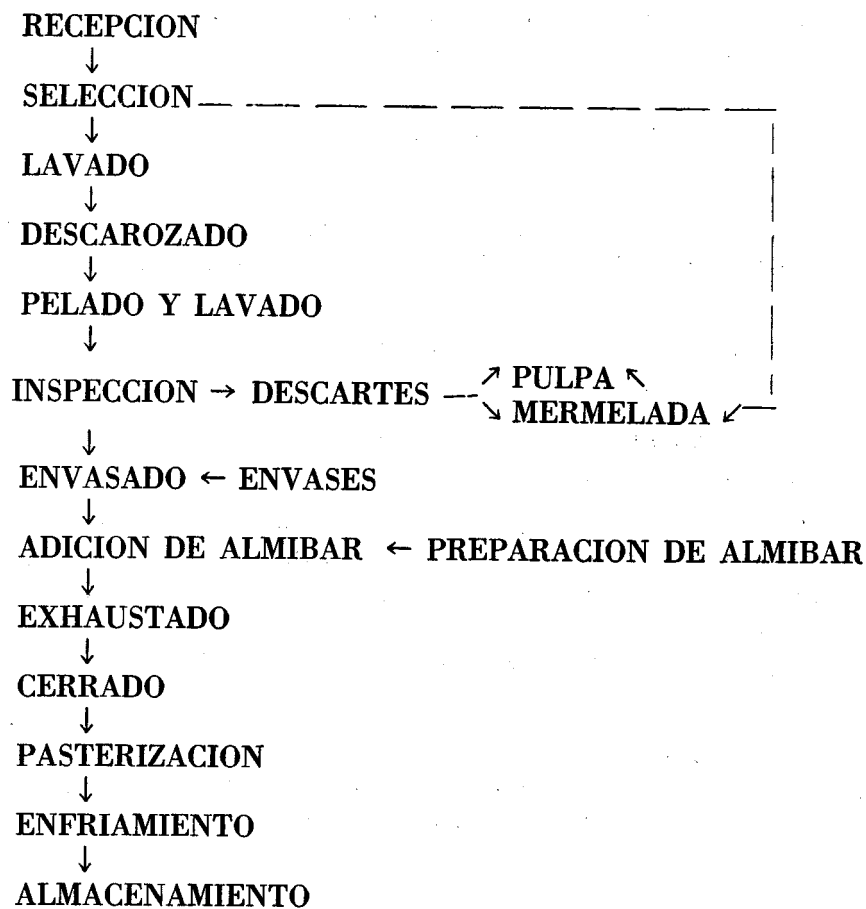 RECEPCION
↓
SELECCION
↓
LAVADO
↓
DESCAROZADO
↓
PELADO Y LAVADO
↓
INSPECCION → DESCARTES — ↗ PULPA ↖
↘ MERMELADA ↙
↓
ENVASADO ← ENVASES
↓
ADICION DE ALMIBAR ← PREPARACION DE ALMIBAR
↓
EXHAUSTADO
↓
CERRADO
↓
PASTERIZACION
↓
ENFRIAMIENTO
↓
ALMACENAMIENTO